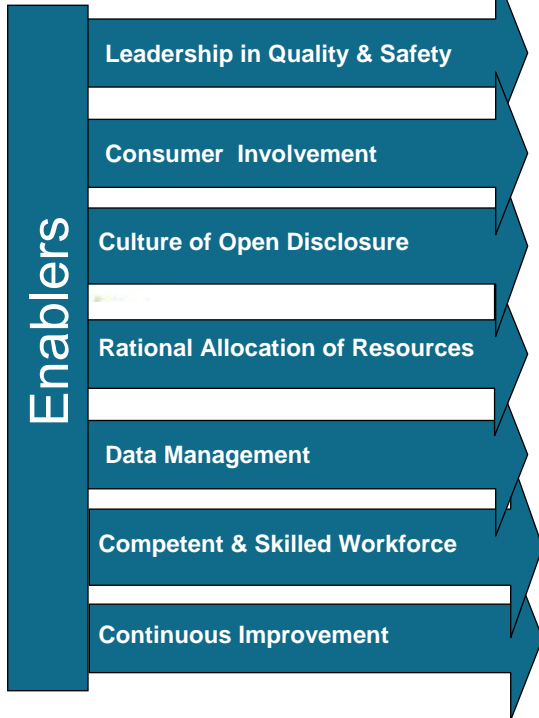 Enablers
Leadership in Quality & Safety
Consumer Involvement
Culture of Open Disclosure
Rational Allocation of Resources
Data Management
Competent & Skilled Workforce
Continuous Improvement